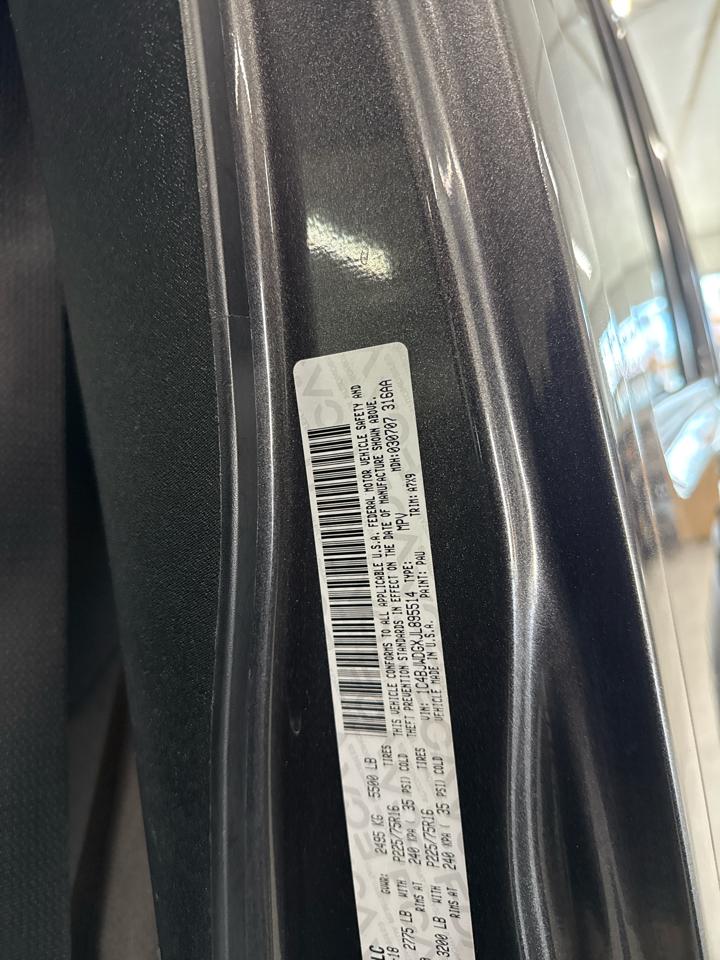 LLC
-18 GVWR: 2495 KG 5500 LB
2775 LB WITH P225/75R16 TIRES
RIMS AT 240 KPA ( 35 PSI) COLD
3200 LB WITH P225/75R16 TIRES
RIMS AT 240 KPA ( 35 PSI) COLD
THIS VEHICLE CONFORMS TO ALL APPLICABLE U.S.A. FEDERAL MOTOR VEHICLE SAFETY AND
THEFT PREVENTION STANDARDS IN EFFECT ON THE DATE OF MANUFACTURE SHOWN ABOVE.
VIN: 1C4BJWDGXJL895514 TYPE: MPV MDH:030707 316AA
VEHICLE MADE IN U.S.A. PAINT: PAU TRIM: A7X9